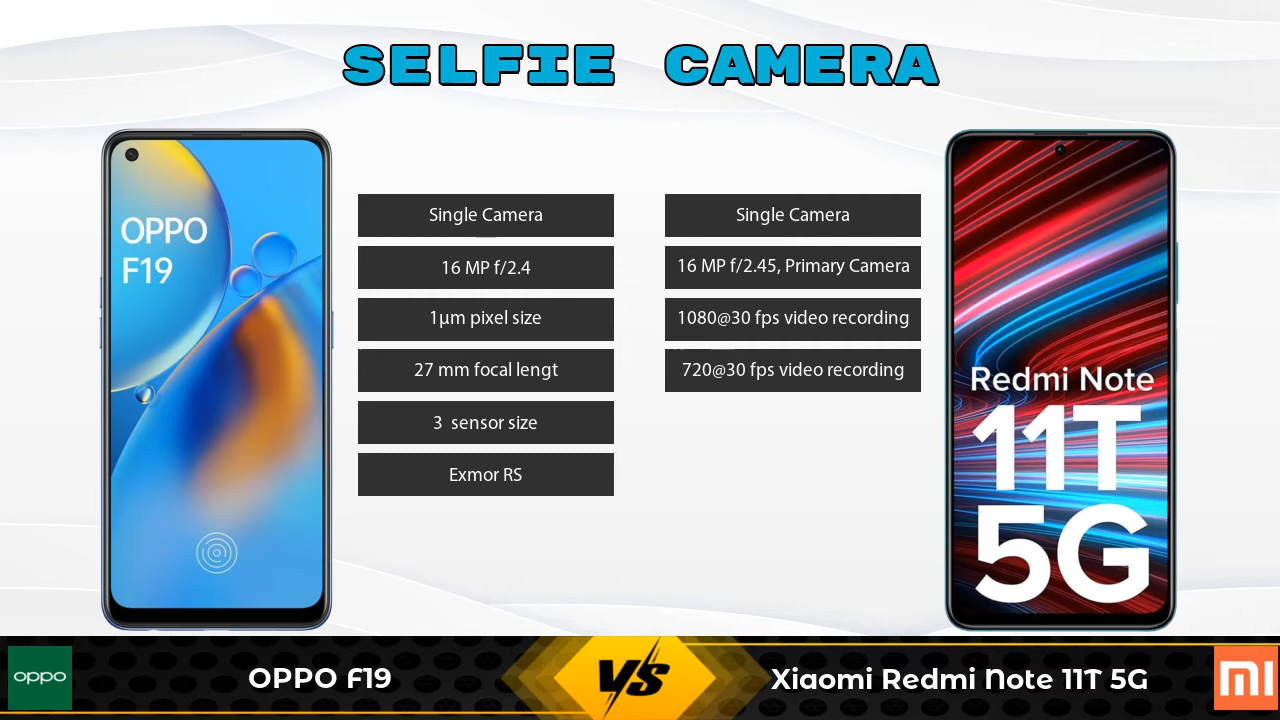 SELFIE CAMERA
OPPO
F19
Single Camera
16 MP f/2.4
1µm pixel size
27 mm focal lengt
3 sensor size
Exmor RS
Single Camera
16 MP f/2.45, Primary Camera
1080@30 fps video recording
720@30 fps video recording
Redmi Note
11T
5G
oppo
OPPO F19
VS
Xiaomi Redmi Note 11T 5G
mi